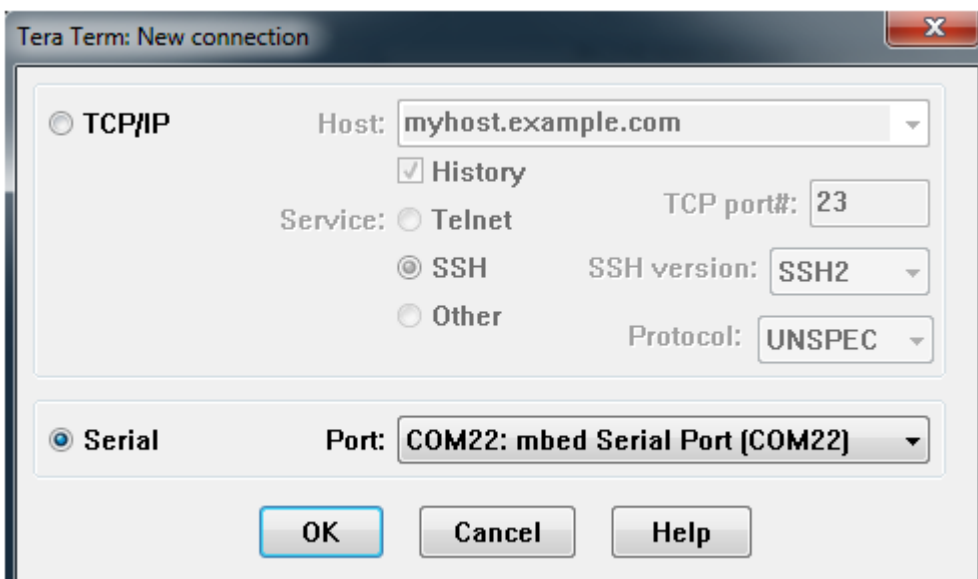 Tera Term: New connection
TCP/IP
Host: myhost.example.com
History
Service: Telnet
TCP port#: 23
SSH
SSH version: SSH2
Other
Protocol: UNSPEC
Serial
Port: COM22: mbed Serial Port (COM22)
OK Cancel Help